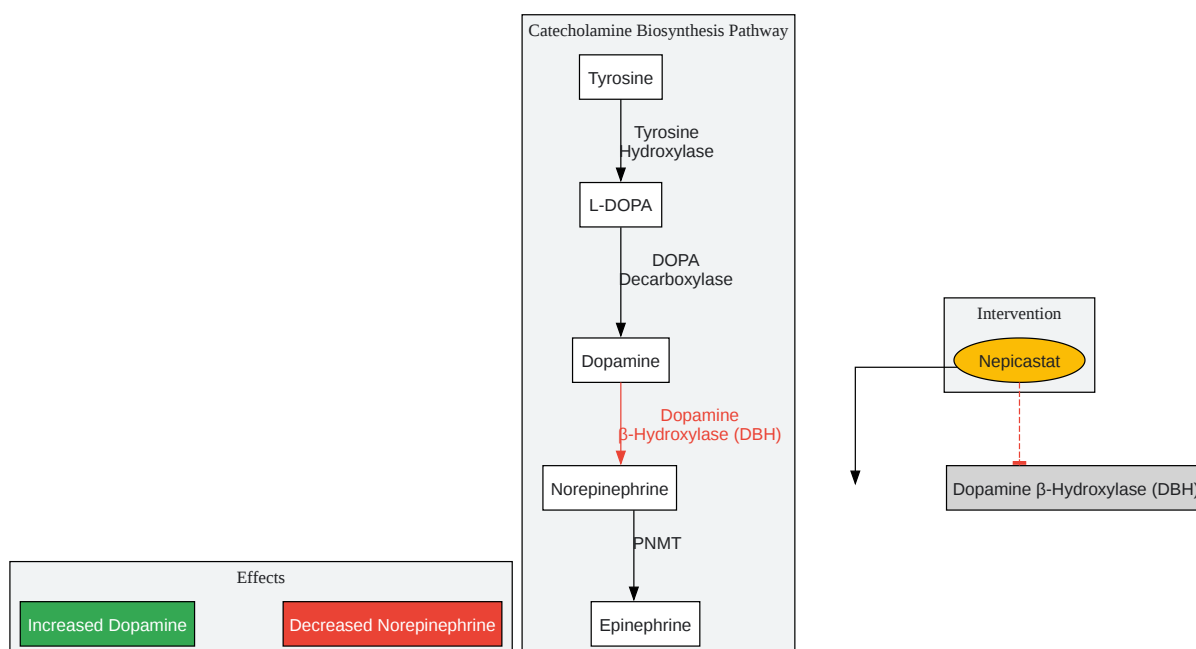 Catecholamine Biosynthesis Pathway
Tyrosine
Tyrosine
Hydroxylase
L-DOPA
DOPA
Decarboxylase
Dopamine
Dopamine
β-Hydroxylase (DBH)
Norepinephrine
PNMT
Epinephrine
Intervention
Nepicastat
Dopamine β-Hydroxylase (DBH)
Effects
Increased Dopamine
Decreased Norepinephrine